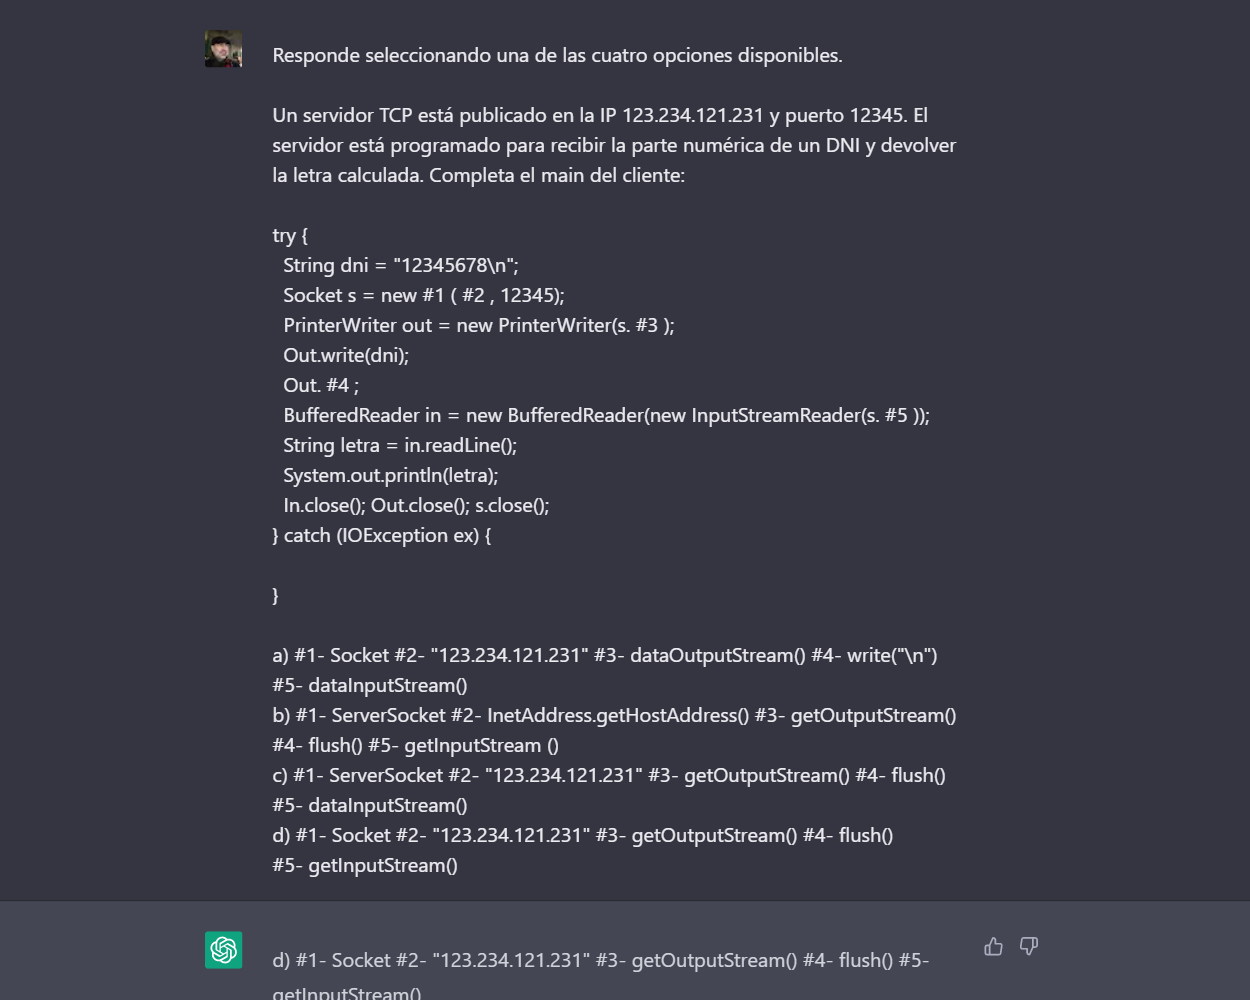 Responde seleccionando una de las cuatro opciones disponibles.
Un servidor TCP está publicado en la IP 123.234.121.231 y puerto 12345. El
servidor está programado para recibir la parte numérica de un DNI y devolver
la letra calculada. Completa el main del cliente:
try {
String dni = "12345678\n";
Socket s = new #1 ( #2 , 12345);
PrinterWriter out = new PrinterWriter(s. #3 );
Out.write(dni);
Out. #4 ;
BufferedReader in = new BufferedReader(new InputStreamReader(s. #5 ));
String letra = in.readLine();
System.out.println(letra);
In.close(); Out.close(); s.close();
} catch (IOException ex) {
}
a) #1- Socket #2- "123.234.121.231" #3- dataOutputStream() #4- write("\n")
#5- dataInputStream()
b) #1- ServerSocket #2- InetAddress.getHostAddress() #3- getOutputStream()
#4- flush() #5- getInputStream ()
c) #1- ServerSocket #2- "123.234.121.231" #3- getOutputStream() #4- flush()
#5- dataInputStream()
d) #1- Socket #2- "123.234.121.231" #3- getOutputStream() #4- flush()
#5- getInputStream()
d) #1- Socket #2- "123.234.121.231" #3- getOutputStream() #4- flush() #5-
getInputStream()